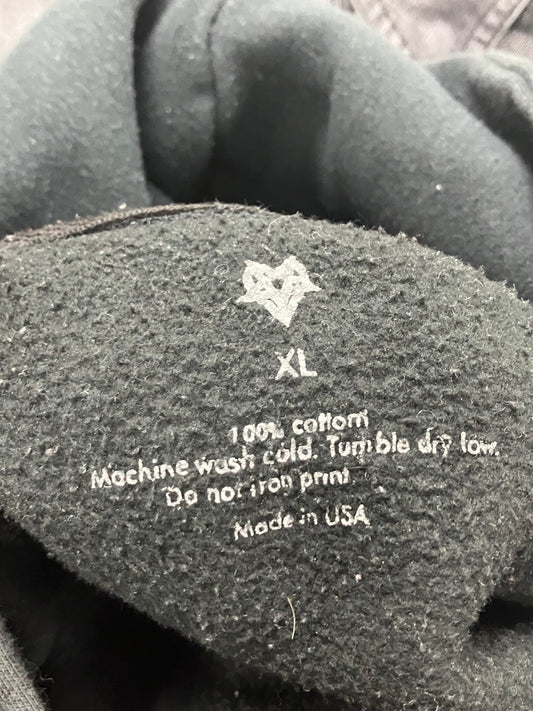 XL
100% cotton
Machine wash cold. Tumble dry low.
Do not iron print.
Made in USA